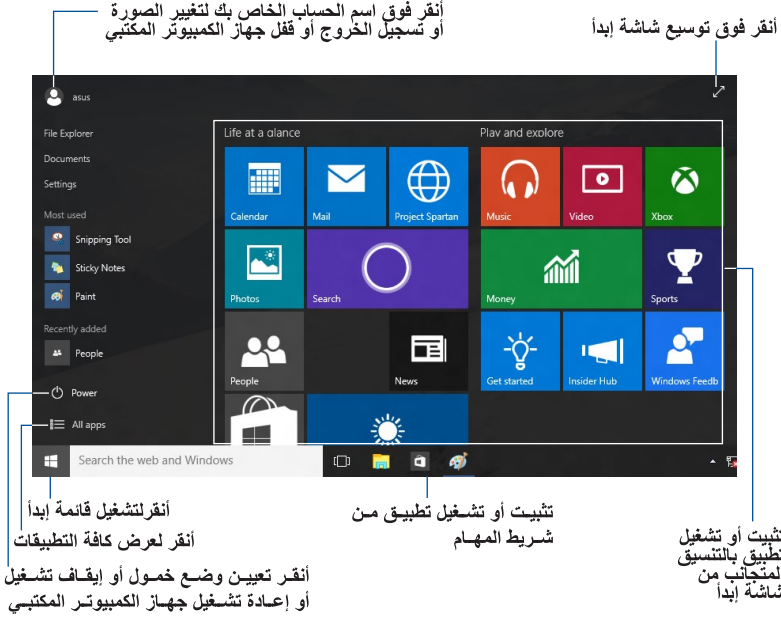 أنقر فوق اسم الحساب الخاص بك لتغيير الصورة
أو تسجيل الخروج أو قفل جهاز الكمبيوتر المكتبي
أنقر فوق توسيع شاشة إبدأ
asus
File Explorer
Documents
Settings
Most used
Snipping Tool
Sticky Notes
Paint
Recently added
People
Power
All apps
Life at a glance
Play and explore
Calendar
Mail
Project Spartan
Music
Video
Xbox
Photos
Search
Money
Sports
People
News
Get started
Insider Hub
Windows Feedb
Search the web and Windows
أنقرلتشغيل قائمة إبدأ
أنقر لعرض كافة التطبيقات
أنقر تعيين وضع خمول أو إيقاف تشغيل
أو إعادة تشغيل جهاز الكمبيوتر المكتبي
تثبيت أو تشغيل تطبيق من
شريط المهام
تثبيت أو تشغيل
تطبيق بالتنسيق
المتجانب من
شاشة إبدأ